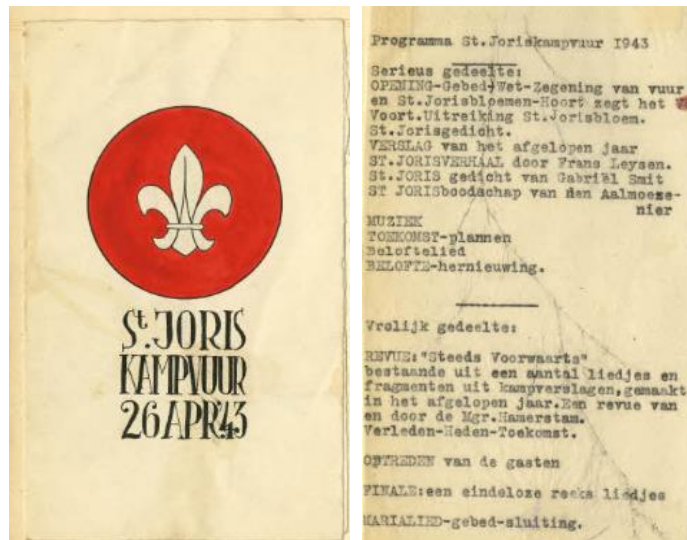 St. JORIS
KAMPVUUR
26 APR '43
Programma St.Joriskampvuur 1943
Serieus gedeelte:
OPENING-Gebed-Wet-Zegening van vuur
en St.Jorisbloemen-Hoort zegt het
Voort.Uitreiking St.Jorisbloem.
St.Jorisgedicht.
VERSLAG van het afgelopen jaar
ST.JORISVERHAAL door Frans Leysen.
St.JORIS gedicht van Gabriël Smit
ST JORISboodschap van den Aalmoeze-
nier
MUZIEK
TOEKOMST-plannen
Beloftelied
BELOFTE-hernieuwing.
Vrolijk gedeelte:
REVUE:"Steeds Voorwaarts"
bestaande uit een aantal liedjes en
fragmenten uit kampverslagen,gemaakt
in het afgelopen jaar.Een revue van
en door de Mgr.Hamerstam.
Verleden-Heden-Toekomst.
OPTREDEN van de gasten
FINALE:een eindeloze reeks liedjes
MARIALIED-gebed-sluiting.